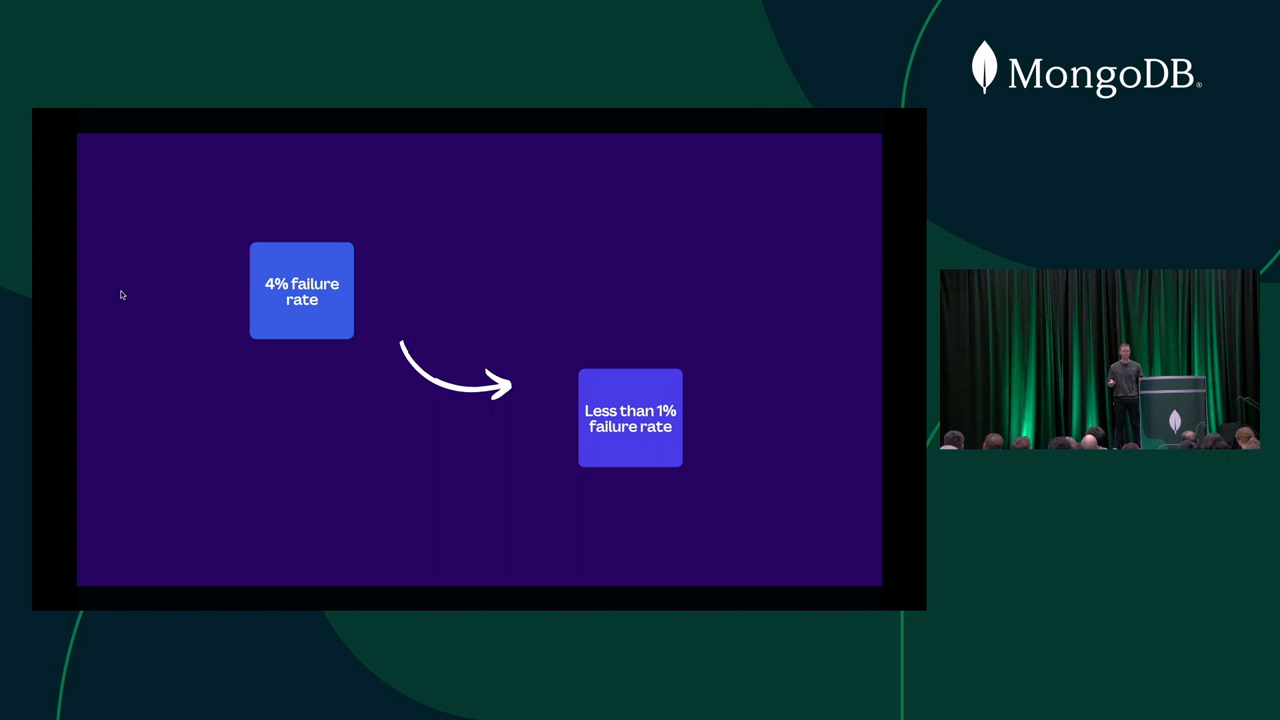 MongoDB®
4% failure
rate
Less than 1%
failure rate